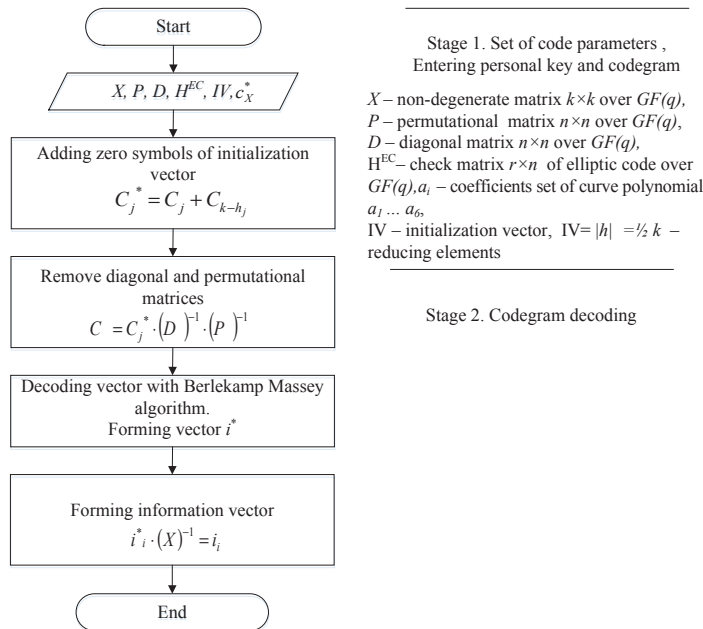 Start
X, P, D, H^EC, IV, c*_X
Adding zero symbols of initialization
vector
C_j^* = C_j + C_{k-h_j}
Remove diagonal and permutational
matrices
C = C_j^* · (D)^{-1} · (P)^{-1}
Decoding vector with Berlekamp Massey
algorithm.
Forming vector i^*
Forming information vector
i^*_i · (X)^{-1} = i_i
End
Stage 1. Set of code parameters ,
Entering personal key and codegram
X – non-degenerate matrix k×k over GF(q),
P – permutational matrix n×n over GF(q),
D – diagonal matrix n×n over GF(q),
H^EC– check matrix r×n of elliptic code over
GF(q),a_i – coefficients set of curve polynomial
a_1 ... a_6,
IV – initialization vector, IV= |h| =½ k –
reducing elements
Stage 2. Codegram decoding